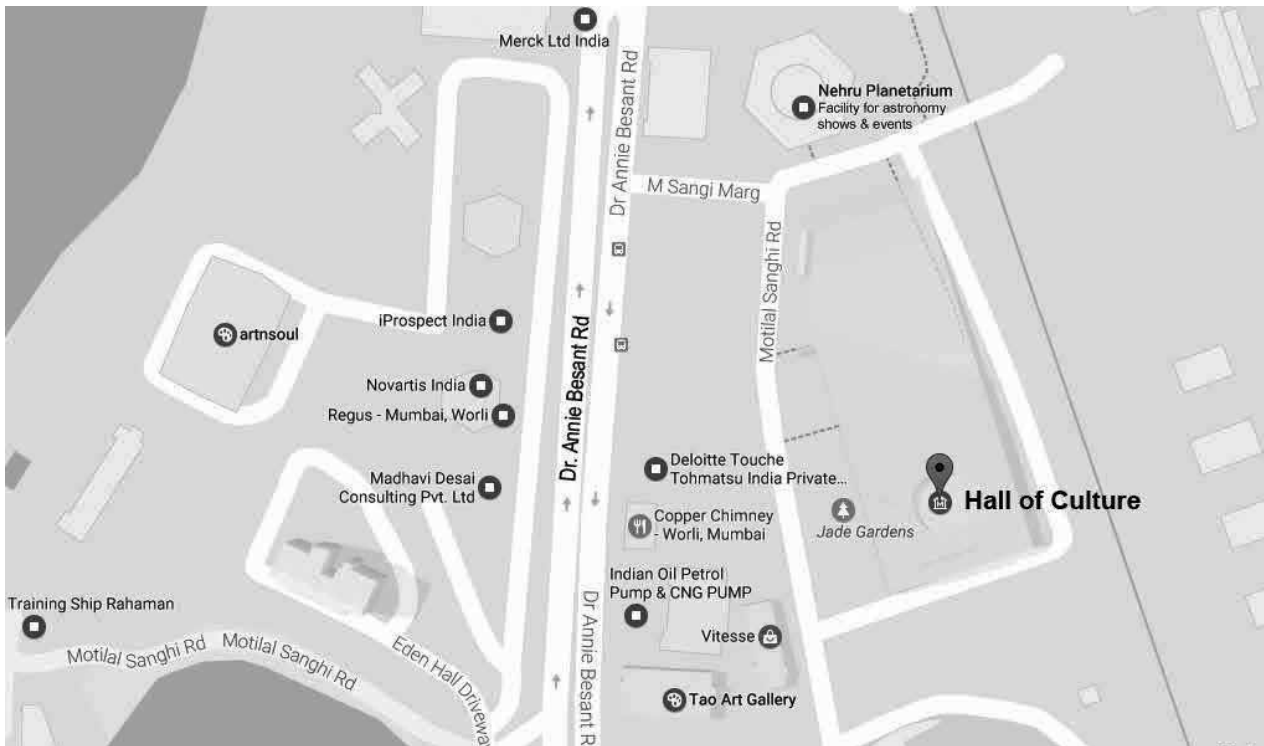 Merck Ltd India
Dr Annie Besant Rd
Nehru Planetarium
Facility for astronomy
shows & events
M Sangi Marg
Motilal Sanghi Rd
iProspect India
artnsoul
Dr. Annie Besant Rd
Novartis India
Regus - Mumbai, Worli
Madhavi Desai
Consulting Pvt. Ltd
Deloitte Touche
Tohmatsu India Private...
Hall of Culture
Copper Chimney
- Worli, Mumbai
Jade Gardens
Indian Oil Petrol
Pump & CNG PUMP
Training Ship Rahaman
Vitesse
Motilal Sanghi Rd
Motilal Sanghi Rd
Eden Hall Driveway
Dr Annie Besant R
Dr Annie Besant R
Tao Art Gallery